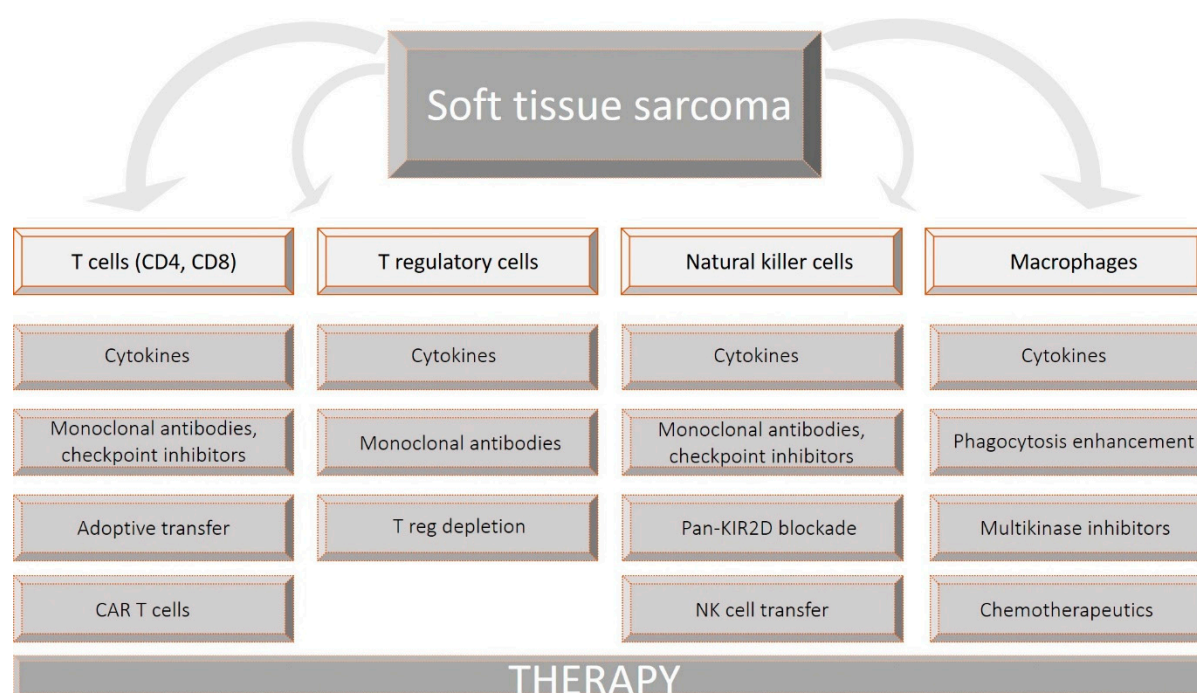 Soft tissue sarcoma
T cells (CD4, CD8)
T regulatory cells
Natural killer cells
Macrophages
Cytokines
Cytokines
Cytokines
Cytokines
Monoclonal antibodies,
checkpoint inhibitors
Monoclonal antibodies
Monoclonal antibodies,
checkpoint inhibitors
Phagocytosis enhancement
Adoptive transfer
T reg depletion
Pan-KIR2D blockade
Multikinase inhibitors
CAR T cells
NK cell transfer
Chemotherapeutics
THERAPY